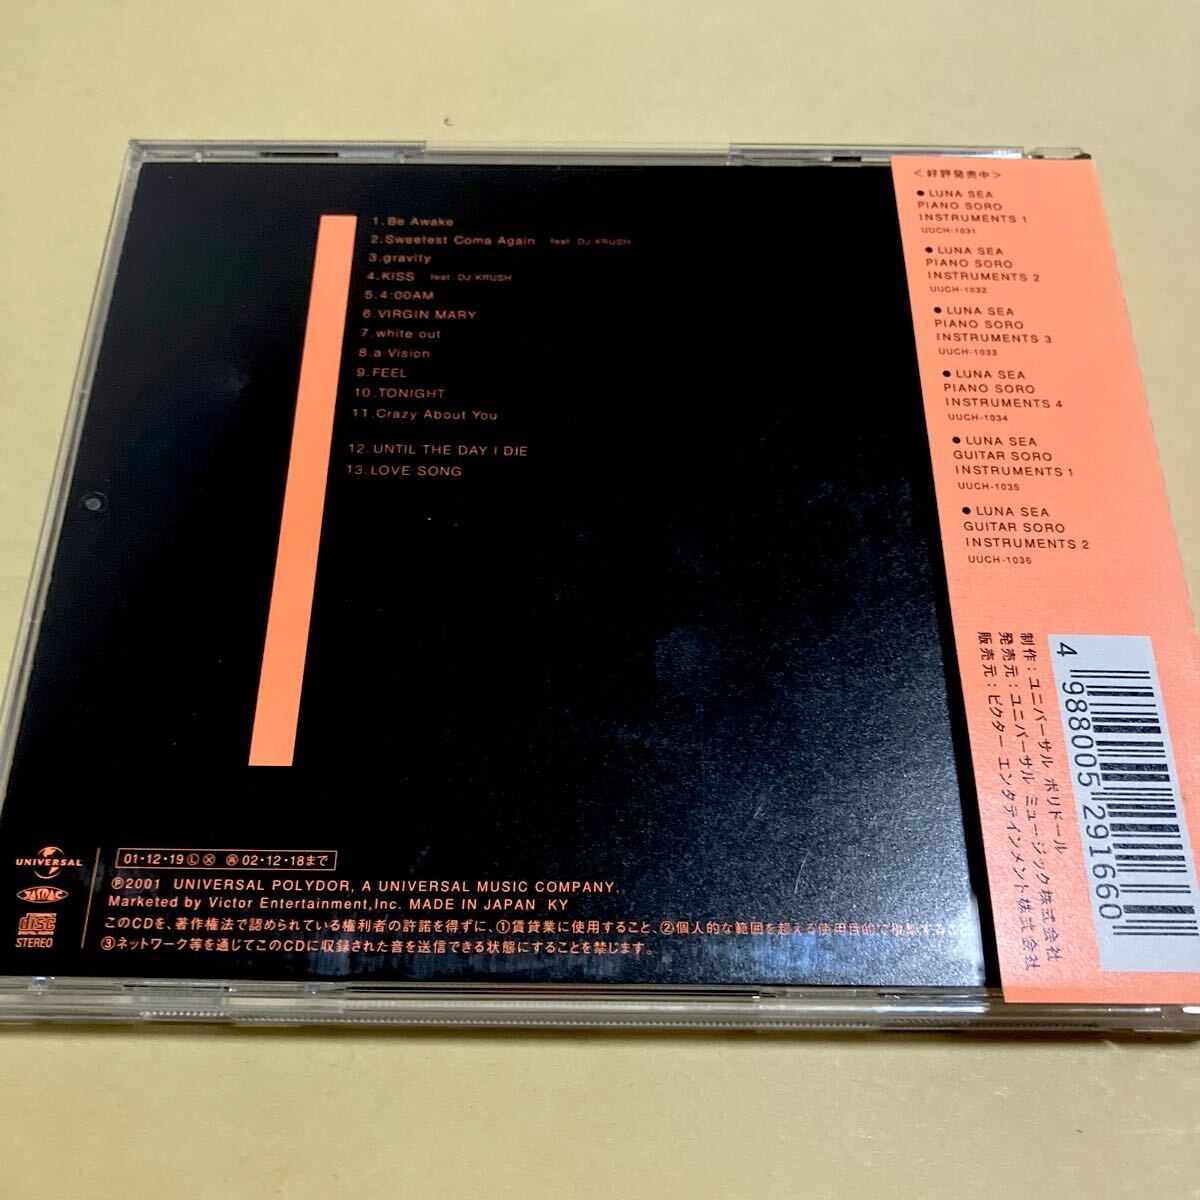 1.Be Awake
2.Sweetest Coma Again feat. DJ KRUSH
3.gravity
4.KISS feat. DJ KRUSH
5.4:00AM
6.VIRGIN MARY
7.white out
8.a Vision
9.FEEL
10.TONIGHT
11.Crazy About You
12.UNTIL THE DAY I DIE
13.LOVE SONG
UNIVERSAL
JASRAC
disc
DIGITAL AUDIO
STEREO
01・12・19ⓁⓍ ㊞02・12・18まで
Ⓟ2001 UNIVERSAL POLYDOR, A UNIVERSAL MUSIC COMPANY.
Marketed by Victor Entertainment,Inc. MADE IN JAPAN KY
このCDを、著作権法で認められている権利者の許諾を得ずに、①賃貸業に使用すること、②個人的な範囲を超える使用目的で複製する
③ネットワーク等を通じてこのCDに収録された音を送信できる状態にすることを禁じます。
<好評発売中>
●LUNA SEA
PIANO SORO
INSTRUMENTS 1
UUCH-1031
●LUNA SEA
PIANO SORO
INSTRUMENTS 2
UUCH-1032
●LUNA SEA
PIANO SORO
INSTRUMENTS 3
UUCH-1033
●LUNA SEA
PIANO SORO
INSTRUMENTS 4
UUCH-1034
●LUNA SEA
GUITAR SORO
INSTRUMENTS 1
UUCH-1035
●LUNA SEA
GUITAR SORO
INSTRUMENTS 2
UUCH-1036
制作:ユニバーサル ポリドール
発売元:ユニバーサル ミュージック株式会社
販売元:ビクター エンタテインメント株式会社
4 988005 291660